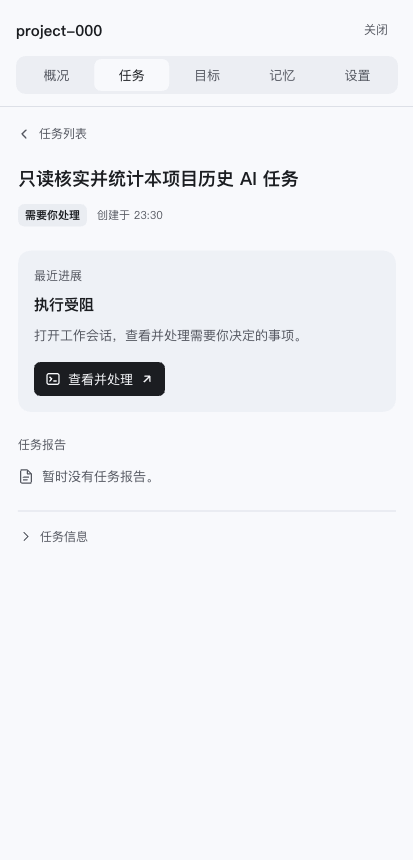 project-000
关闭
概况
任务
目标
记忆
设置
任务列表
只读核实并统计本项目历史 AI 任务
需要你处理 创建于 23:30
最近进展
执行受阻
打开工作会话，查看并处理需要你决定的事项。
查看并处理
任务报告
暂时没有任务报告。
任务信息